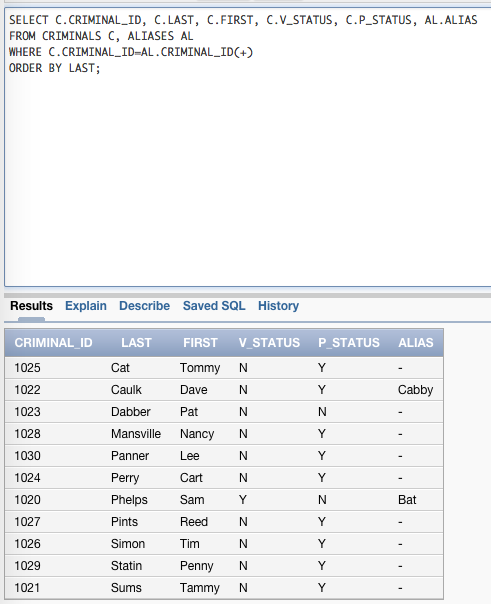 SELECT C.CRIMINAL_ID, C.LAST, C.FIRST, C.V_STATUS, C.P_STATUS, AL.ALIAS
FROM CRIMINALS C, ALIASES AL
WHERE C.CRIMINAL_ID=AL.CRIMINAL_ID(+)
ORDER BY LAST;
Results Explain Describe Saved SQL History
CRIMINAL_ID LAST FIRST V_STATUS P_STATUS ALIAS
1025 Cat Tommy N Y -
1022 Caulk Dave N Y Cabby
1023 Dabber Pat N N -
1028 Mansville Nancy N Y -
1030 Panner Lee N Y -
1024 Perry Cart N Y -
1020 Phelps Sam Y N Bat
1027 Pints Reed N Y -
1026 Simon Tim N Y -
1029 Statin Penny N Y -
1021 Sums Tammy N Y -